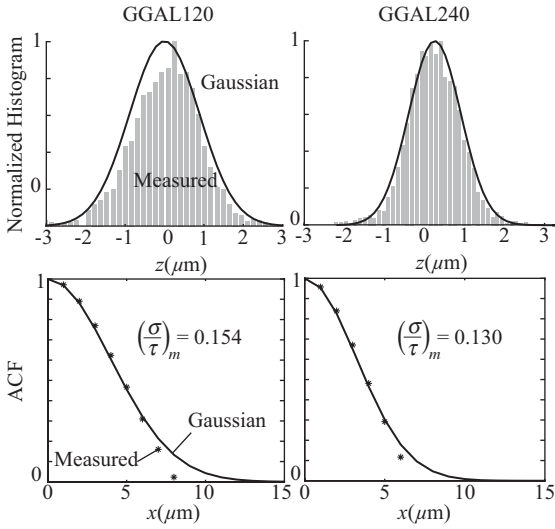 GGAL120
GGAL240
Normalized Histogram
1
0
Gaussian
Measured
-3 -2 -1 0 1 2 3
z(μm)
1
0
-3 -2 -1 0 1 2 3
z(μm)
ACF
1
0
(σ/τ)m = 0.154
Gaussian
Measured
0 5 10 15
x(μm)
1
0
(σ/τ)m = 0.130
0 5 10 15
x(μm)